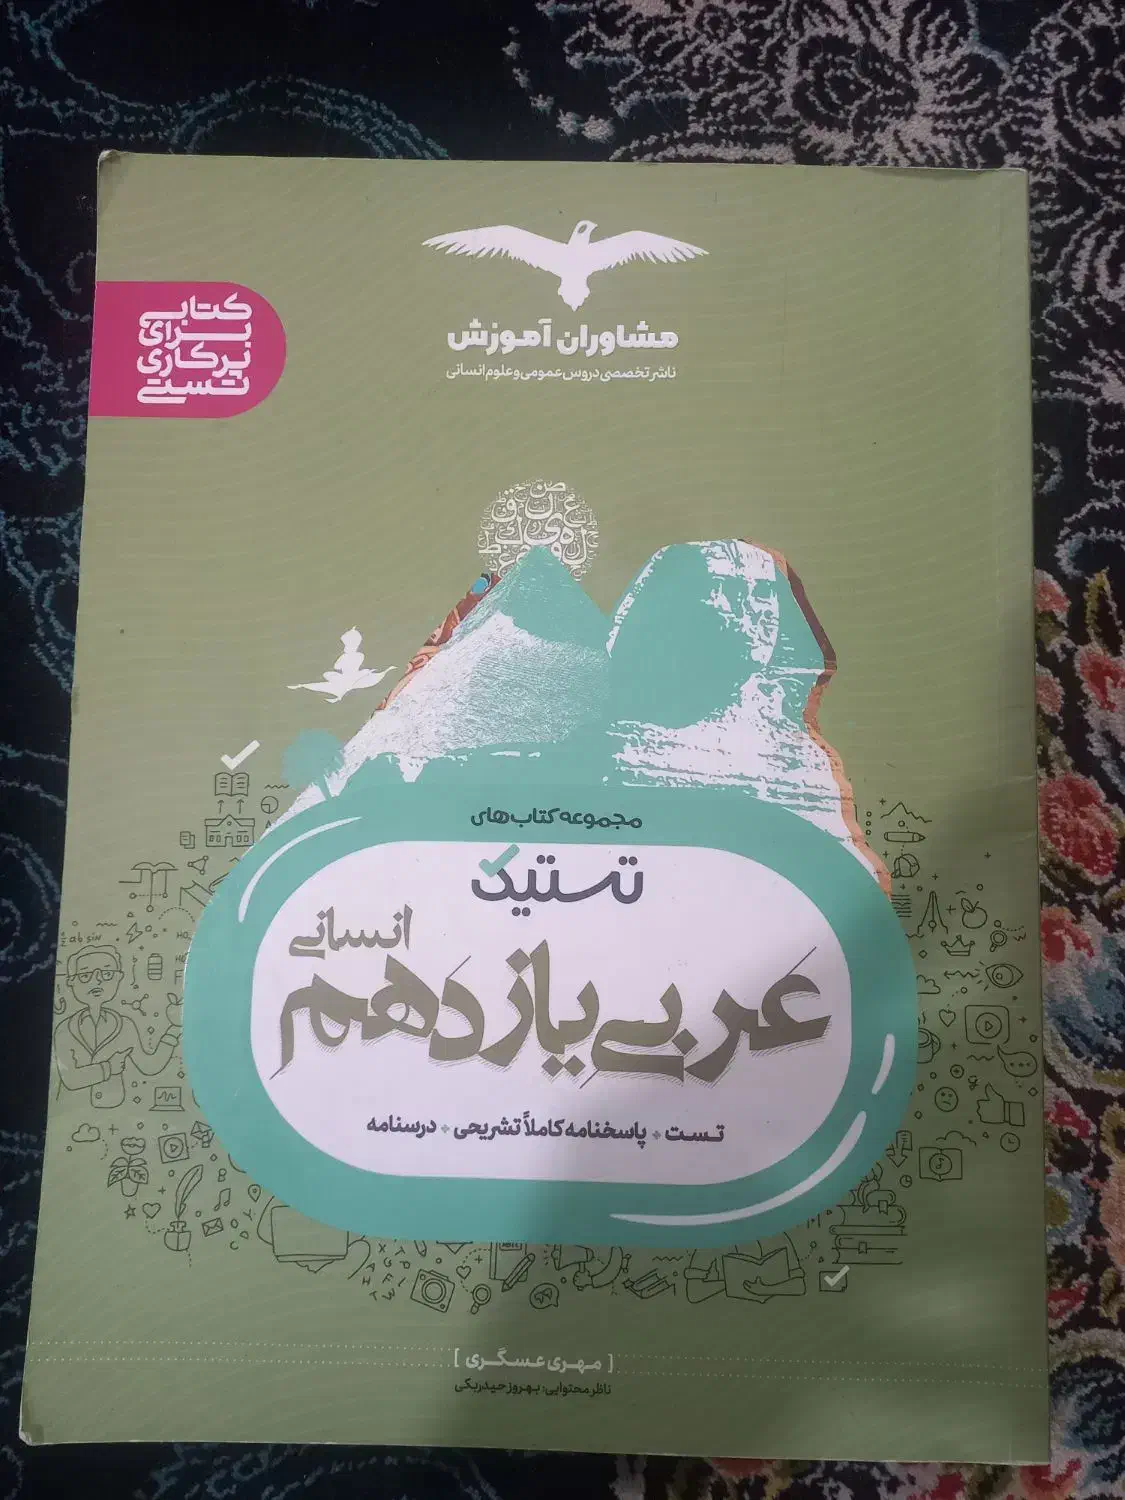 مشاوران آموزش
ناشر تخصصی دروس عمومی و علوم انسانی
کتابی
برای
پرکاری
تستی
مجموعه کتاب‌های
تستیک
انسانی
عربی یازدهم
تست * پاسخنامه کاملاً تشریحی * درسنامه
[ مهری عسگری ]
ناظر محتوایی: بهروز حیدربکی